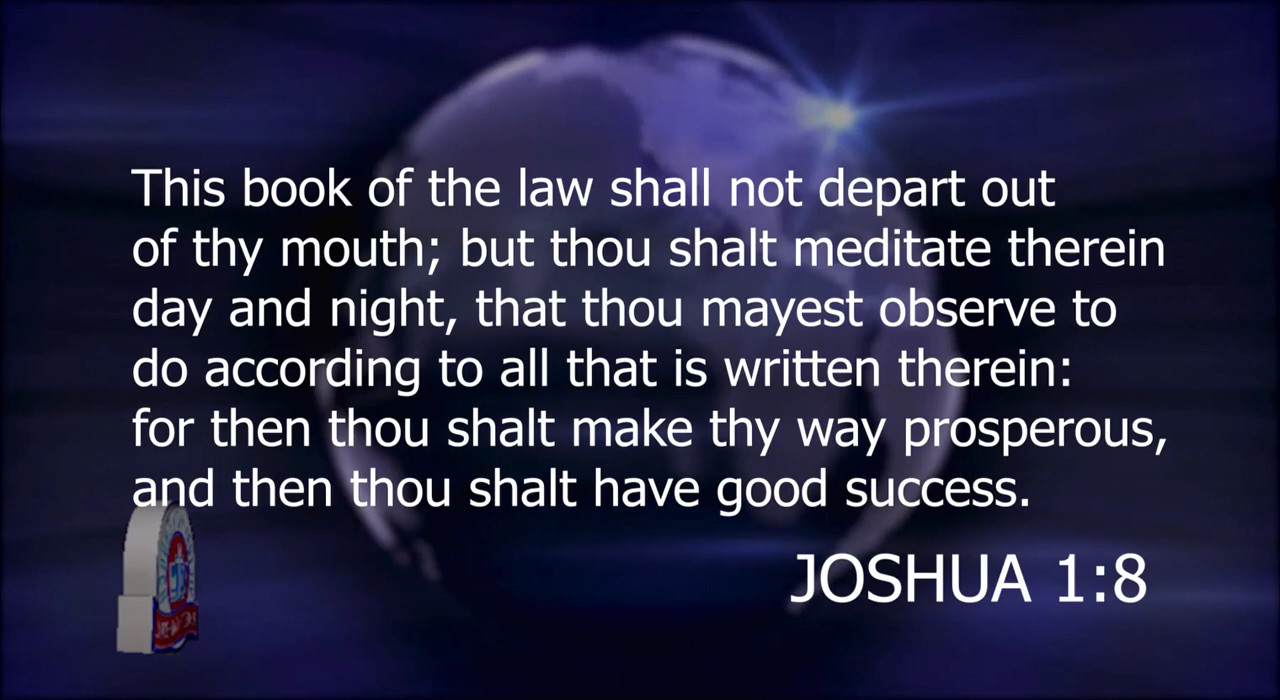 This book of the law shall not depart out
of thy mouth; but thou shalt meditate therein
day and night, that thou mayest observe to
do according to all that is written therein:
for then thou shalt make thy way prosperous,
and then thou shalt have good success.
JOSHUA 1:8